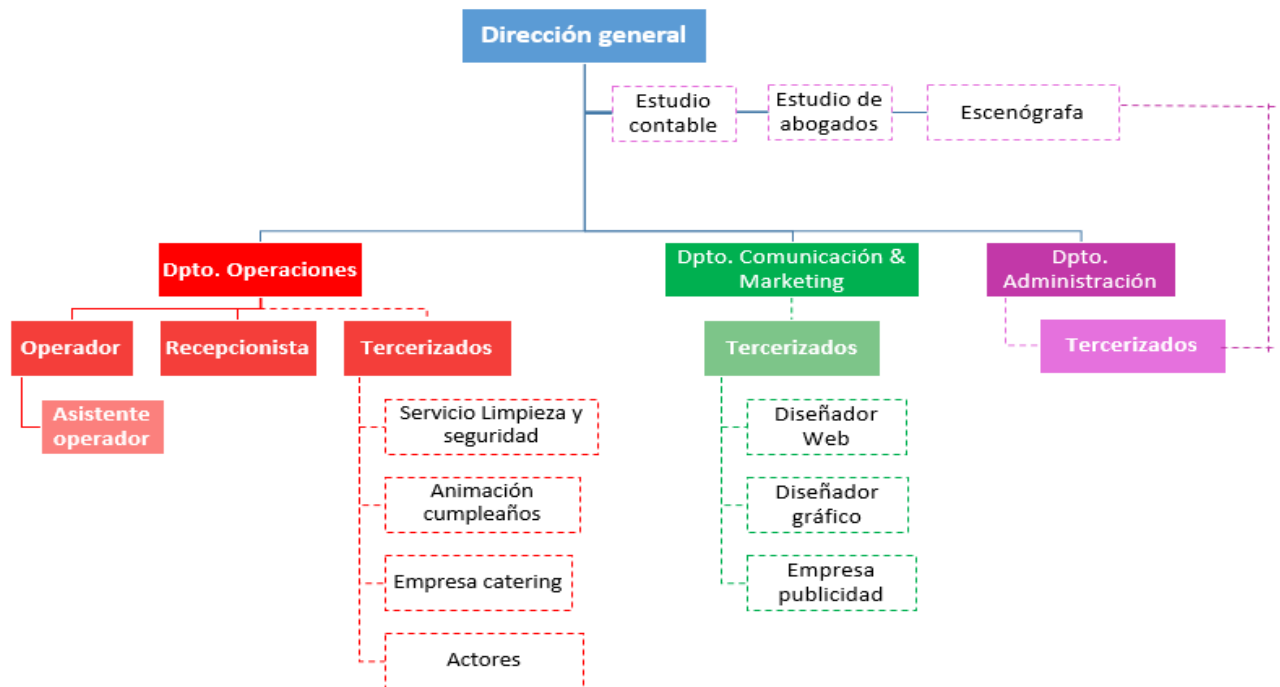 Dirección general
Estudio
contable
Estudio de
abogados
Escenógrafa
Dpto. Operaciones
Dpto. Comunicación &
Marketing
Dpto.
Administración
Operador
Recepcionista
Tercerizados
Tercerizados
Tercerizados
Asistente
operador
Servicio Limpieza y
seguridad
Animación
cumpleaños
Empresa catering
Actores
Diseñador
Web
Diseñador
gráfico
Empresa
publicidad